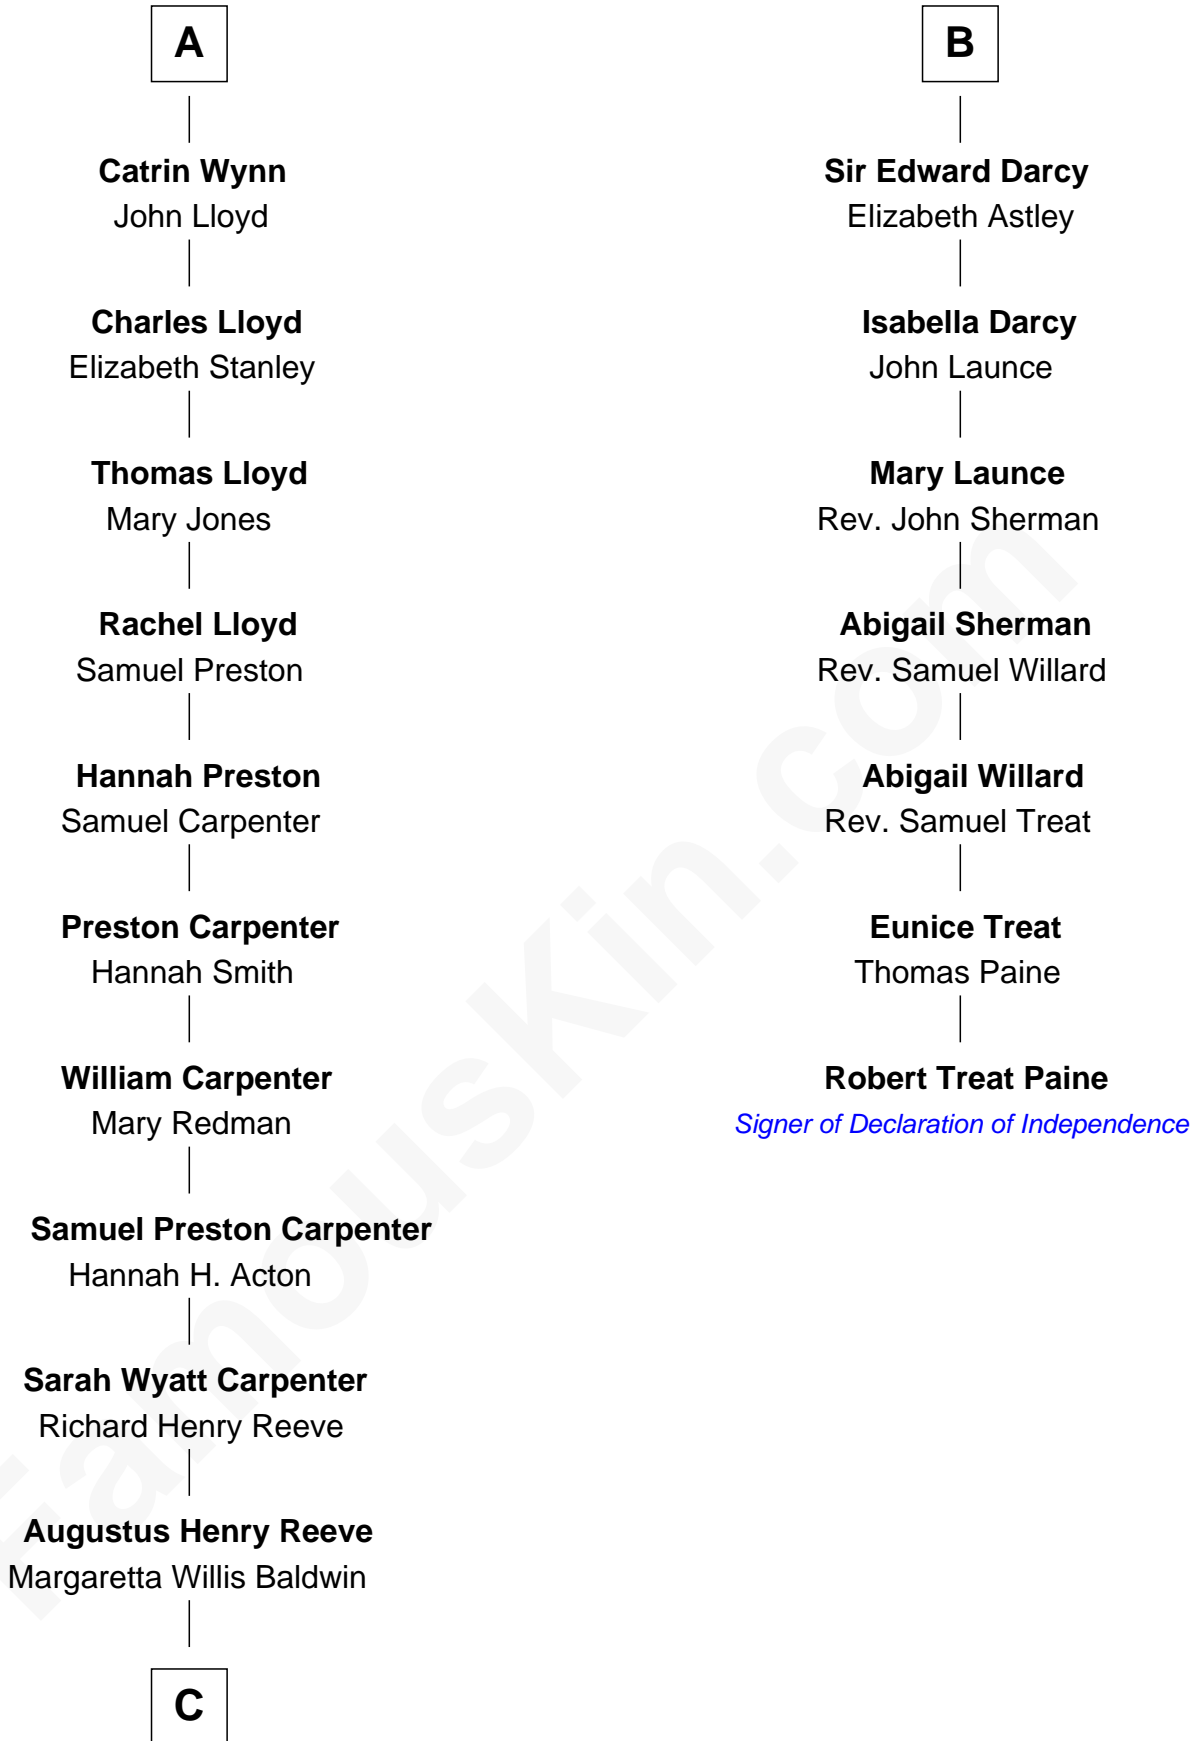 A
Catrin Wynn
John Lloyd
Charles Lloyd
Elizabeth Stanley
Thomas Lloyd
Mary Jones
Rachel Lloyd
Samuel Preston
Hannah Preston
Samuel Carpenter
Preston Carpenter
Hannah Smith
William Carpenter
Mary Redman
Samuel Preston Carpenter
Hannah H. Acton
Sarah Wyatt Carpenter
Richard Henry Reeve
Augustus Henry Reeve
Margaretta Willis Baldwin
C
B
Sir Edward Darcy
Elizabeth Astley
Isabella Darcy
John Launce
Mary Launce
Rev. John Sherman
Abigail Sherman
Rev. Samuel Willard
Abigail Willard
Rev. Samuel Treat
Eunice Treat
Thomas Paine
Robert Treat Paine
Signer of Declaration of Independence
FamousKin.com